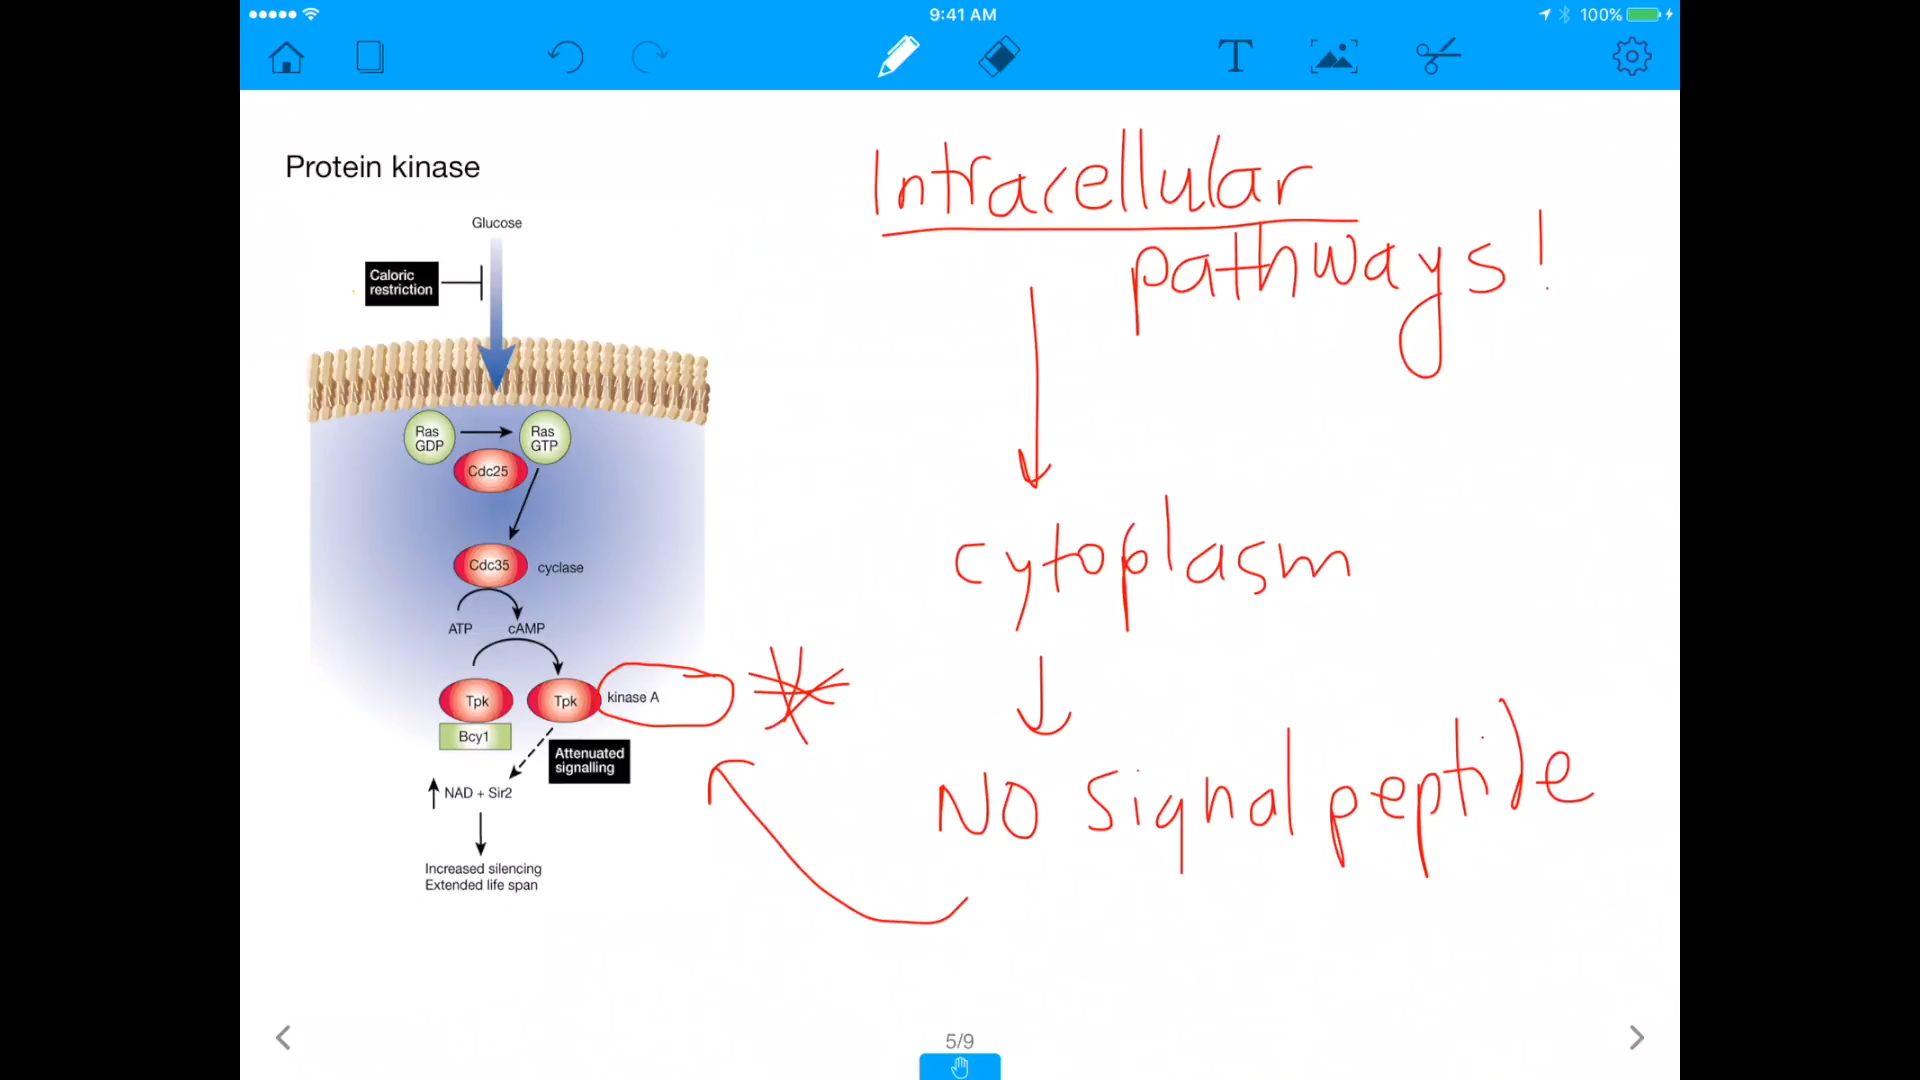 9:41 AM
100%
T
Protein kinase
Glucose
Caloric
restriction
Ras
GDP
Ras
GTP
Cdc25
Cdc35
cyclase
ATP
cAMP
Tpk
Tpk
kinase A
Bcy1
Attenuated
signalling
NAD + Sir2
Increased silencing
Extended life span
Intracellular
pathways!
cytoplasm
NO signal peptide
5/9